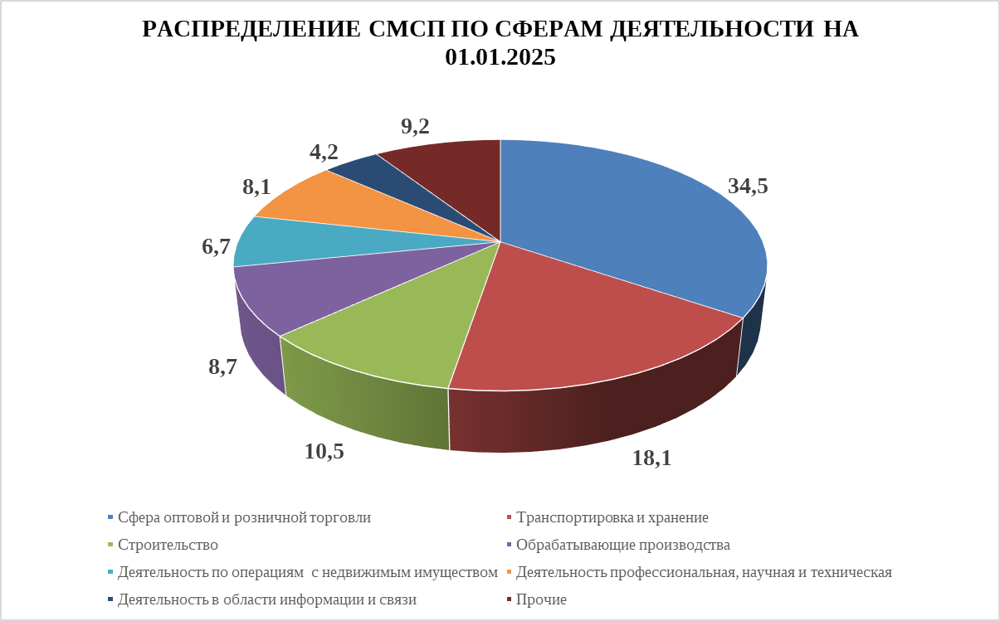 РАСПРЕДЕЛЕНИЕ СМСП ПО СФЕРАМ ДЕЯТЕЛЬНОСТИ НА
01.01.2025
9,2
4,2
34,5
8,1
6,7
8,7
10,5
18,1
Сфера оптовой и розничной торговли
Транспортировка и хранение
Строительство
Обрабатывающие производства
Деятельность по операциям с недвижимым имуществом
Деятельность профессиональная, научная и техническая
Деятельность в области информации и связи
Прочие